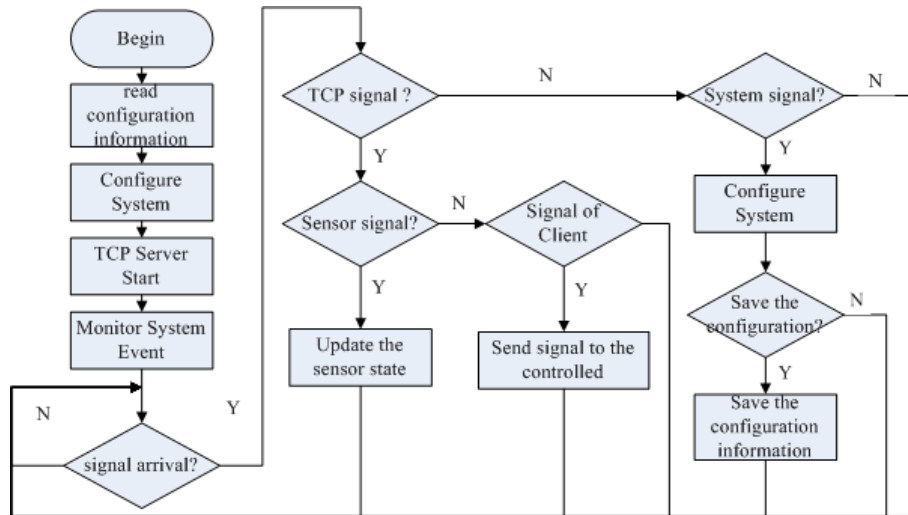 Begin
read
configuration
information
Configure
System
TCP Server
Start
Monitor System
Event
N
Y
signal arrival?
TCP signal ?
N
Y
Sensor signal?
N
Y
Update the
sensor state
Signal of
Client
Y
Send signal to the
controlled
System signal?
N
Y
Configure
System
Save the
configuration?
N
Y
Save the
configuration
information